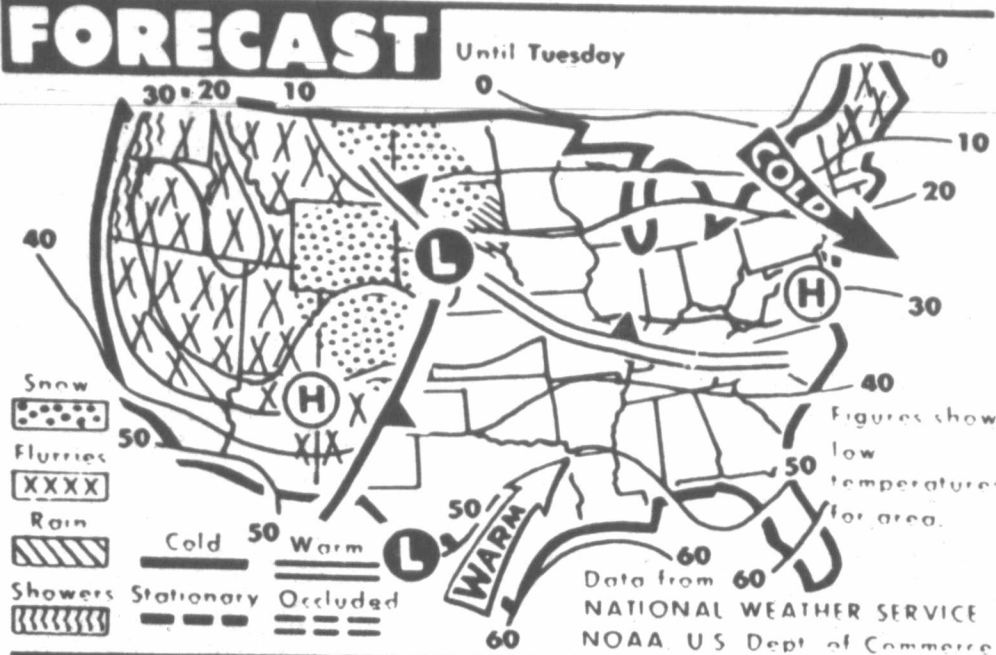 FORECAST
Until Tuesday
30 20 10
0
0
10
COLD
20
40
L
H
30
H
40
Snow
50
Figures show
low
temperature
for area.
Flurries
XXXX
50
50
Rain
Cold
50
Warm
L
WARM
60
60
Data from
Showers
Stationary
Occluded
NATIONAL WEATHER SERVICE
60
NOAA, U S Dept of Commerce